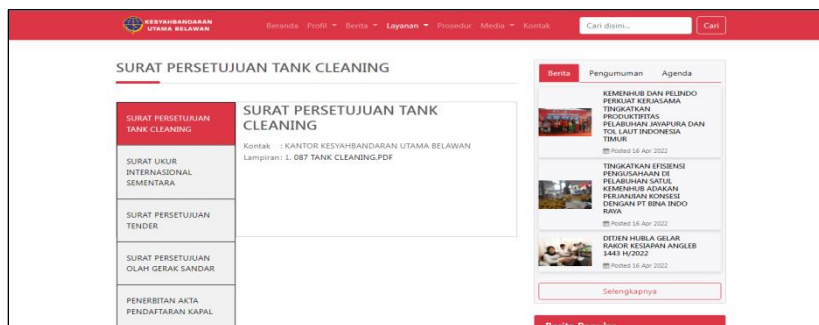 KESYAHBANDARAN
UTAMA BELAWAN
Beranda Profil Berita Layanan Prosedur Media Kontak
Cari disini...
Cari
SURAT PERSETUJUAN TANK CLEANING
SURAT PERSETUJUAN
TANK CLEANING
SURAT UKUR
INTERNASIONAL
SEMENTARA
SURAT PERSETUJUAN
TENDER
SURAT PERSETUJUAN
OLAH GERAK SANDAR
PENERBITAN AKTA
PENDAFTARAN KAPAL
SURAT PERSETUJUAN TANK
CLEANING
Kontak : KANTOR KESYAHBANDARAN UTAMA BELAWAN
Lampiran: 1. 087 TANK CLEANING.PDF
Berita Pengumuman Agenda
KEMENHUB DAN PELINDO
PERKUAT KERJASAMA
TINGKATKAN
PRODUKTIFITAS
PELABUHAN JAYAPURA DAN
TOL LAUT INDONESIA
TIMUR
Posted 16 Apr 2022
TINGKATKAN EFISIENSI
PENGUSAHAAN DI
PELABUHAN SATUI,
KEMENHUB ADAKAN
PERJANJIAN KONSESI
DENGAN PT BINA INDO
RAYA
Posted 16 Apr 2022
DITJEN HUBLA GELAR
RAKOR KESIAPAN ANGLEB
1443 H/2022
Posted 16 Apr 2022
Selengkapnya